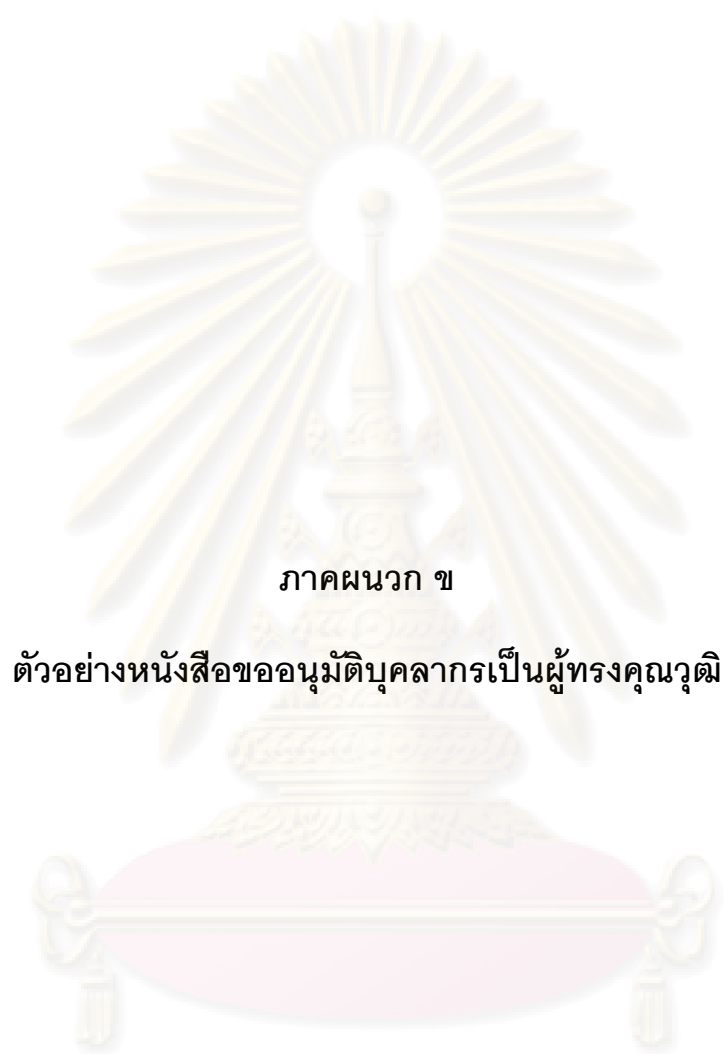 ภาคผนวก ข
ตัวอย่างหนังสือขออนุมัติบุคลากรเป็นผู้ทรงคุณวุฒิ